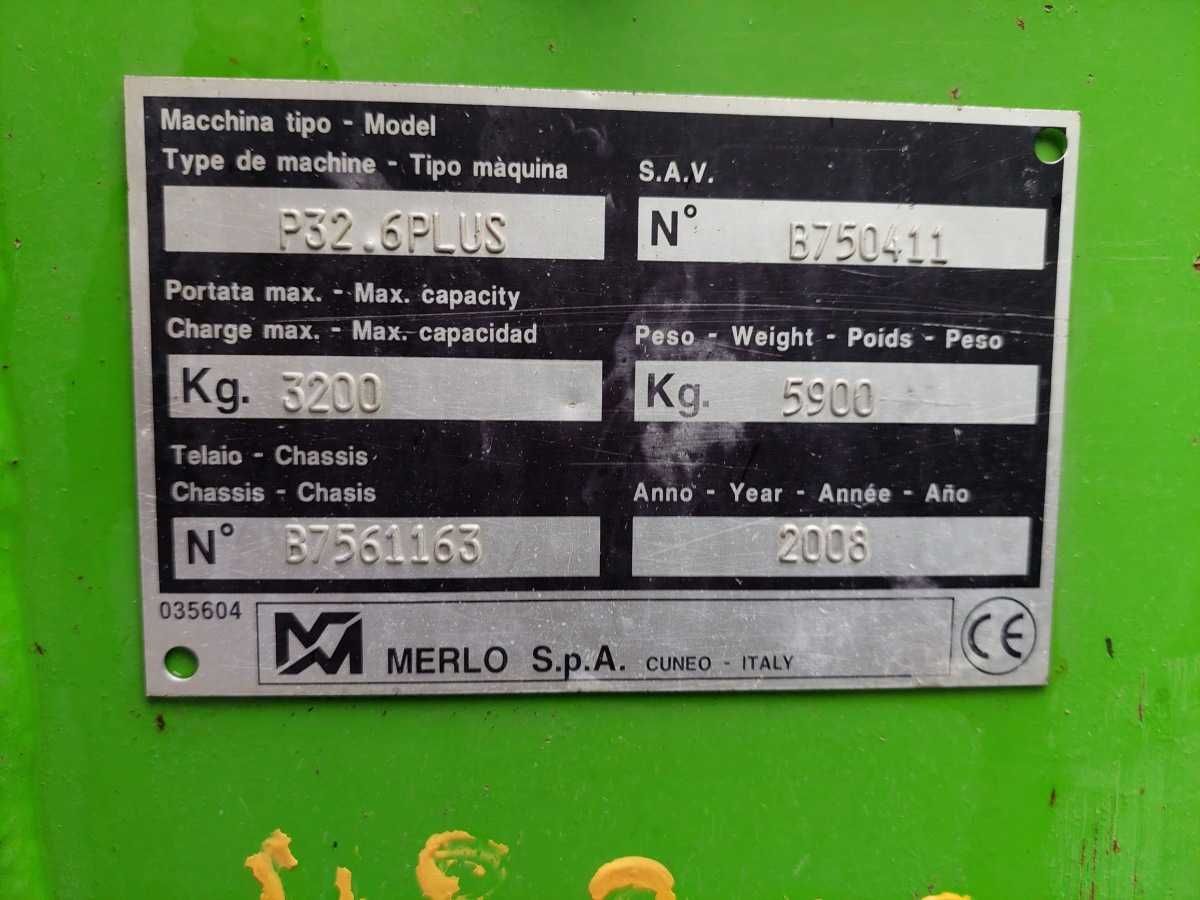 Macchina tipo - Model
Type de machine - Tipo màquina
P32.6PLUS
S.A.V.
N° B750411
Portata max. - Max. capacity
Charge max. - Max. capacidad
Kg. 3200
Peso - Weight - Poids - Peso
Kg. 5900
Telaio - Chassis
Chassis - Chasis
N° B7561163
Anno - Year - Année - Año
2008
035604
MERLO S.p.A. CUNEO - ITALY
CE